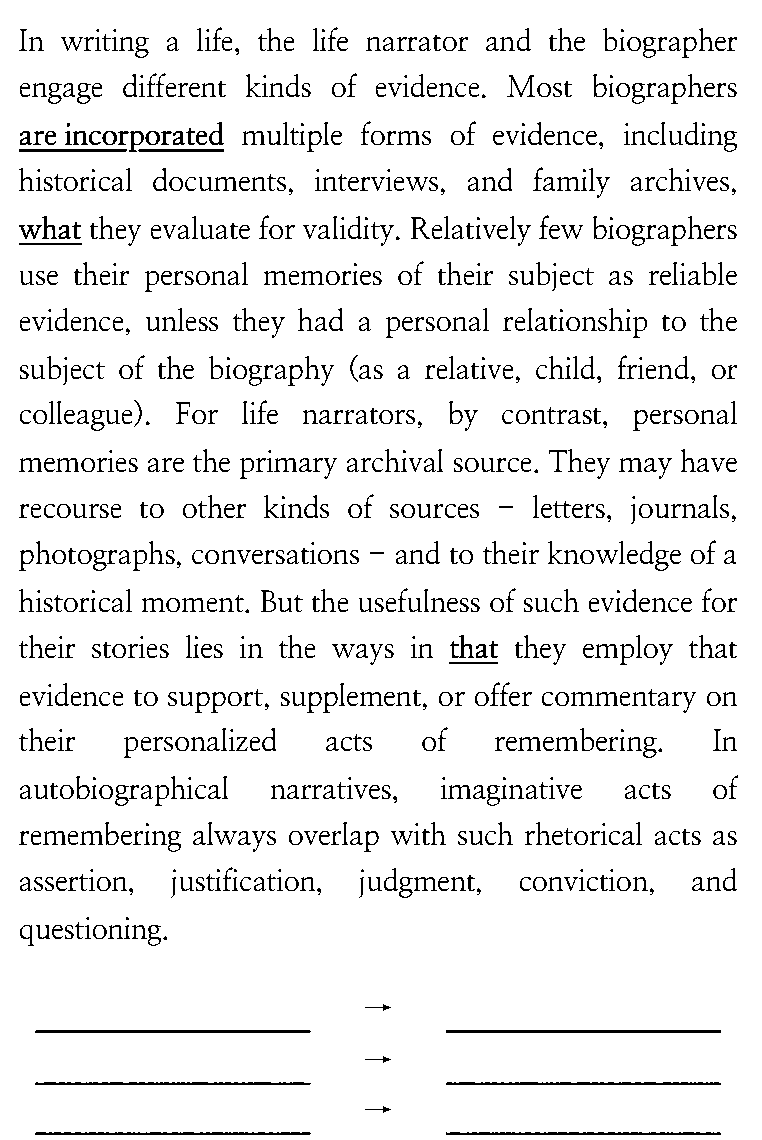 In writing a life, the life narrator and the biographer
engage different kinds of evidence. Most biographers
are incorporated multiple forms of evidence, including
historical documents, interviews, and family archives,
what they evaluate for validity. Relatively few biographers
use their personal memories of their subject as reliable
evidence, unless they had a personal relationship to the
subject of the biography (as a relative, child, friend, or
colleague). For life narrators, by contrast, personal
memories are the primary archival source. They may have
recourse to other kinds of sources – letters, journals,
photographs, conversations – and to their knowledge of a
historical moment. But the usefulness of such evidence for
their stories lies in the ways in that they employ that
evidence to support, supplement, or offer commentary on
their personalized acts of remembering. In
autobiographical narratives, imaginative acts of
remembering always overlap with such rhetorical acts as
assertion, justification, judgment, conviction, and
questioning.
→
→
→